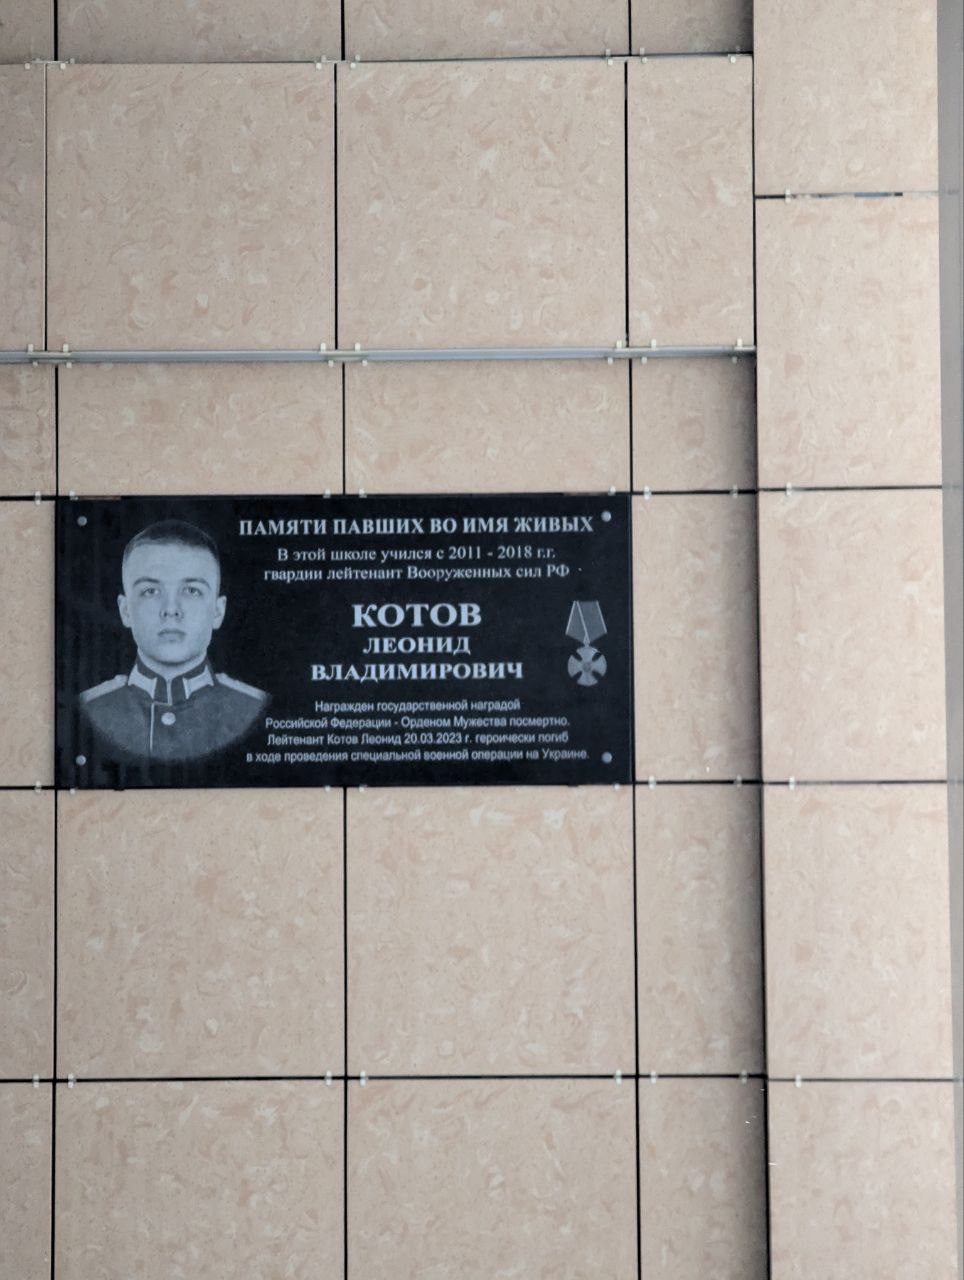 ПАМЯТИ ПАВШИХ ВО ИМЯ ЖИВЫХ
В этой школе учился с 2011 - 2018 г.г.
гвардии лейтенант Вооруженных сил РФ
КОТОВ
ЛЕОНИД
ВЛАДИМИРОВИЧ
Награжден государственной наградой
Российской Федерации - Орденом Мужества посмертно.
Лейтенант Котов Леонид 20.03.2023 г. героически погиб
в ходе проведения специальной военной операции на Украине.